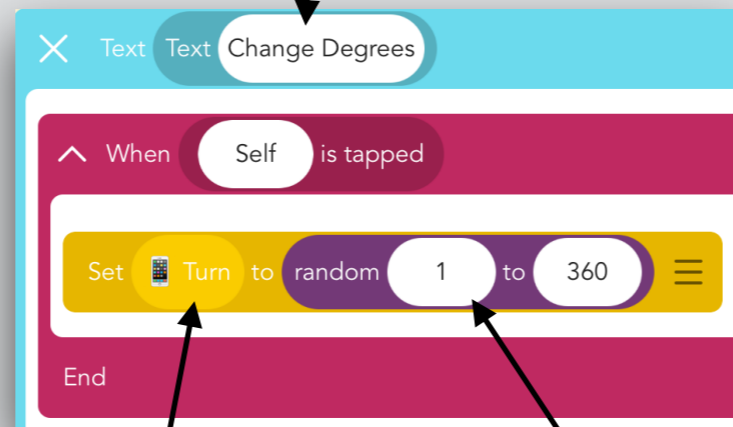 Text Text Change Degrees
When Self is tapped
Set 📱 Turn to random 1 to 360
End